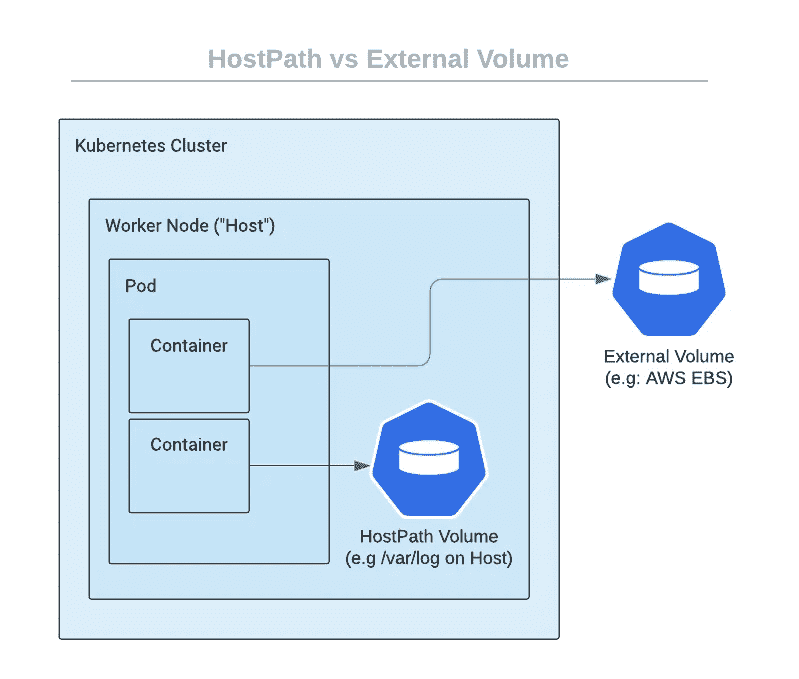 HostPath vs External Volume
Kubernetes Cluster
Worker Node ("Host")
Pod
Container
Container
External Volume
(e.g: AWS EBS)
HostPath Volume
(e.g /var/log on Host)